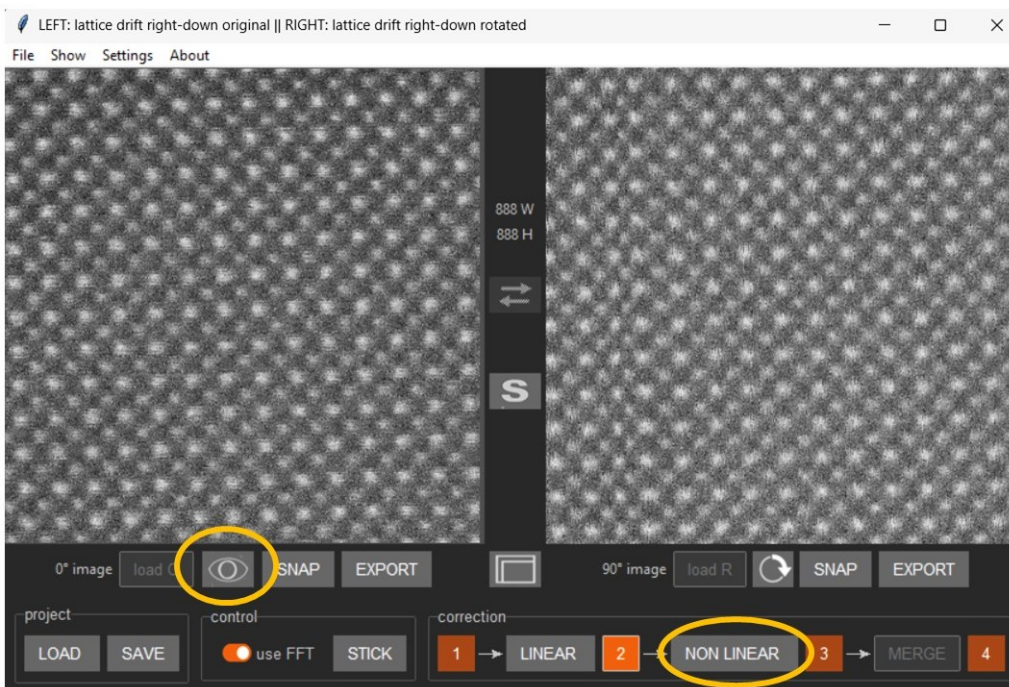 LEFT: lattice drift right-down original || RIGHT: lattice drift right-down rotated
File Show Settings About
888 W
888 H
S
0° image load SNAP EXPORT
90° image load R SNAP EXPORT
project
control
correction
LOAD SAVE
use FFT STICK
1 LINEAR 2 NON LINEAR 3 MERGE 4